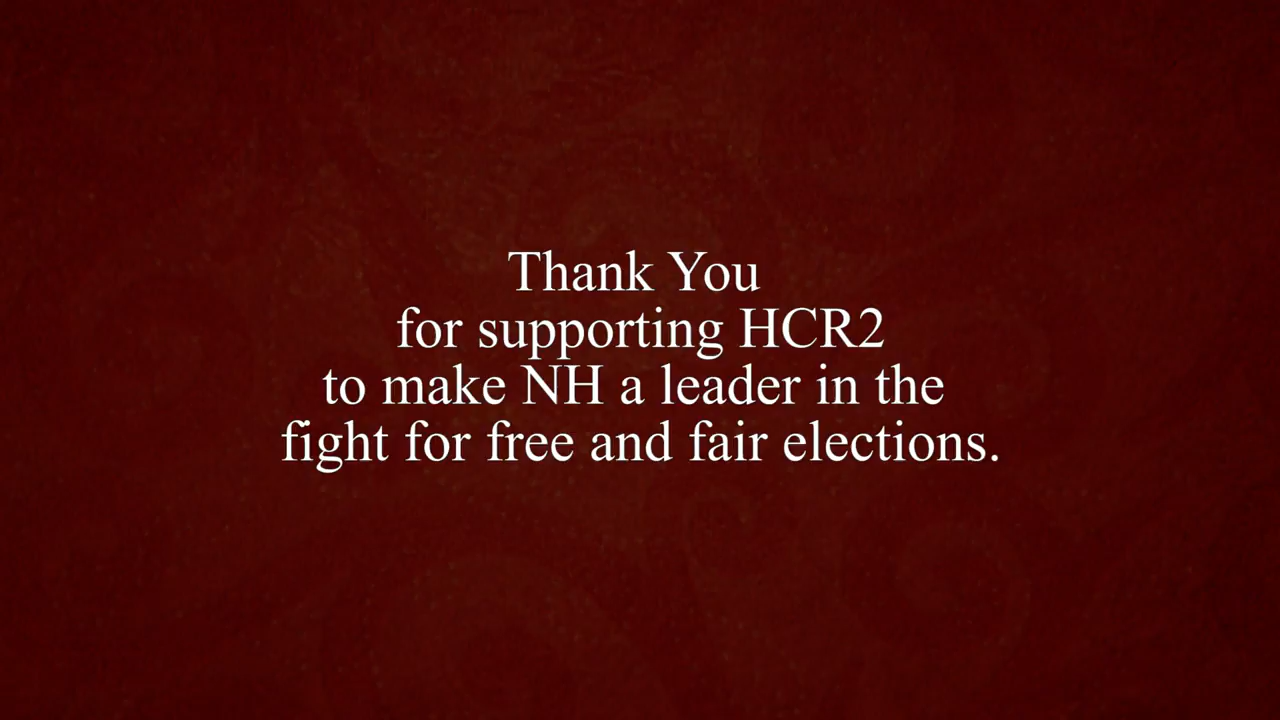 Thank You
for supporting HCR2
to make NH a leader in the
fight for free and fair elections.